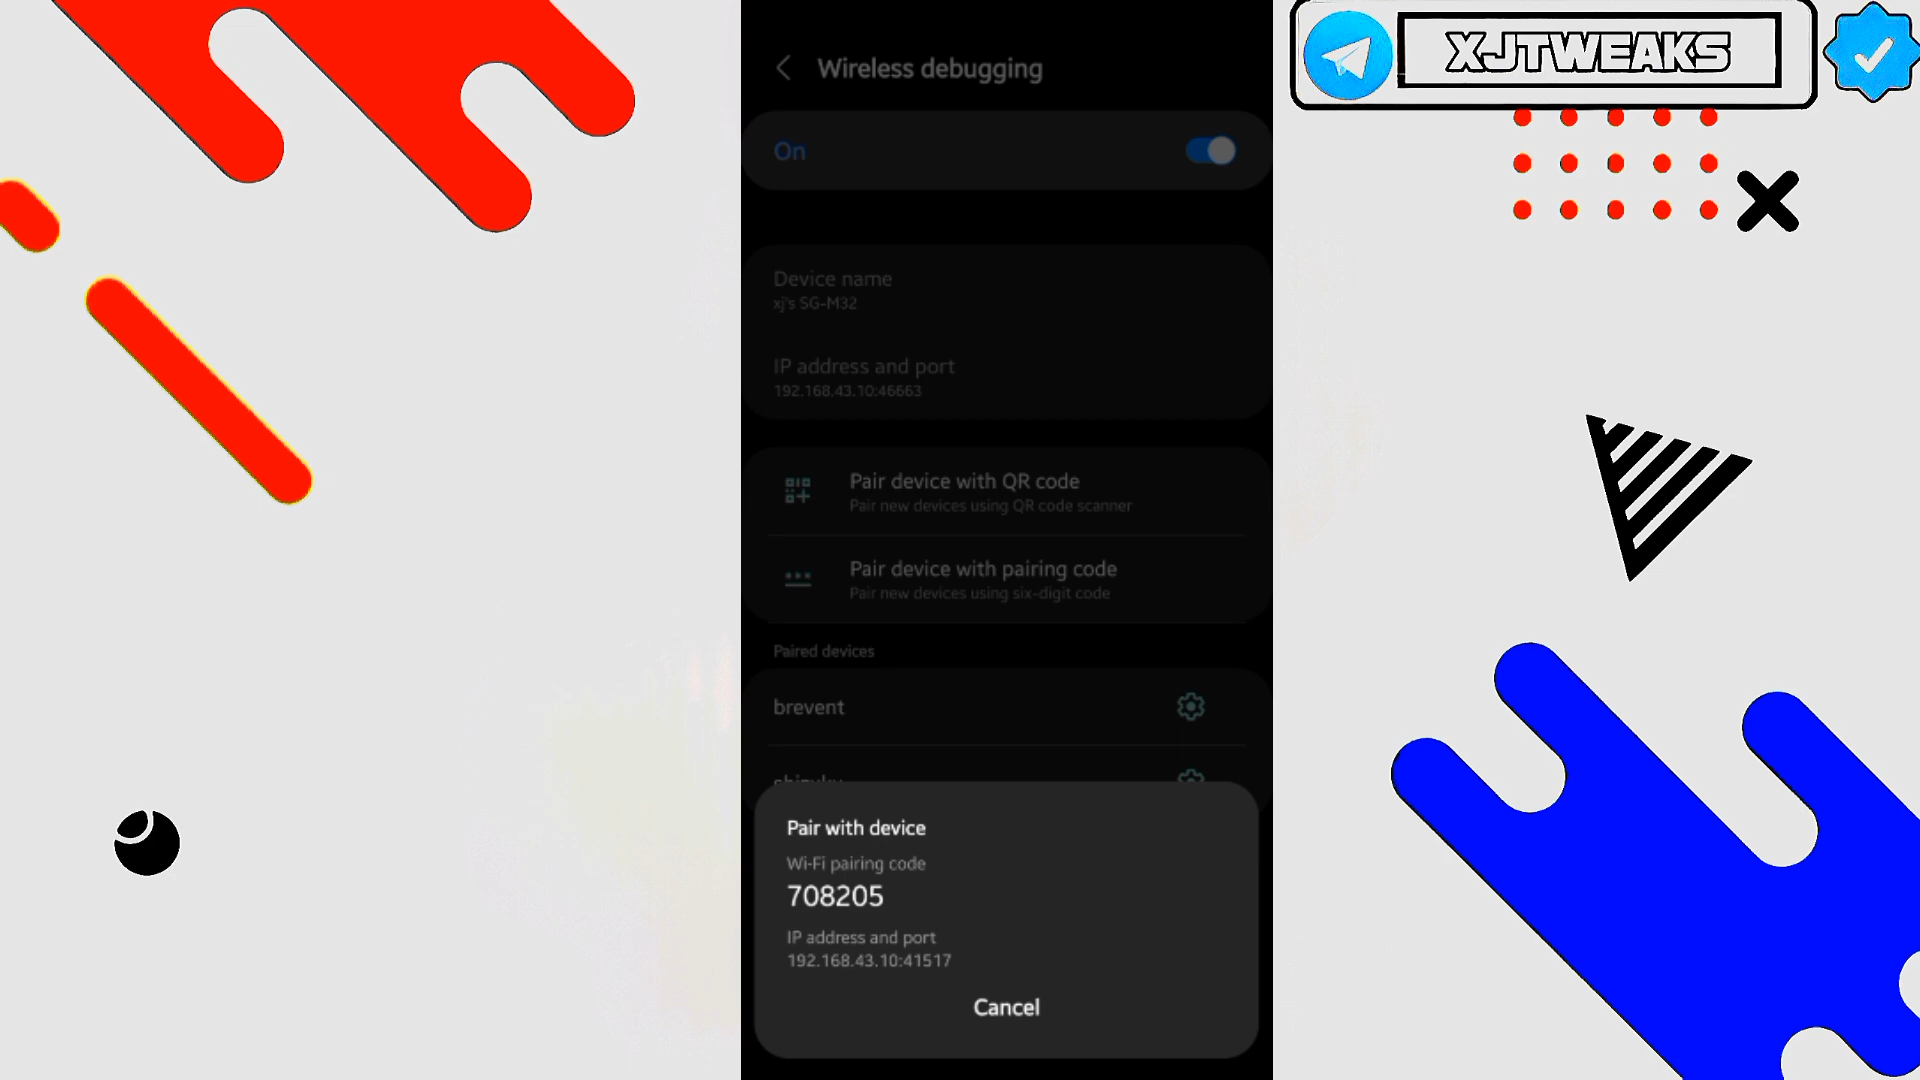 XJTWEAKS
Wireless debugging
On
Device name
xj's SG-M32
IP address and port
192.168.43.10:46663
Pair device with QR code
Pair new devices using QR code scanner
Pair device with pairing code
Pair new devices using six-digit code
Paired devices
brevent
shizuku
Pair with device
Wi-Fi pairing code
708205
IP address and port
192.168.43.10:41517
Cancel